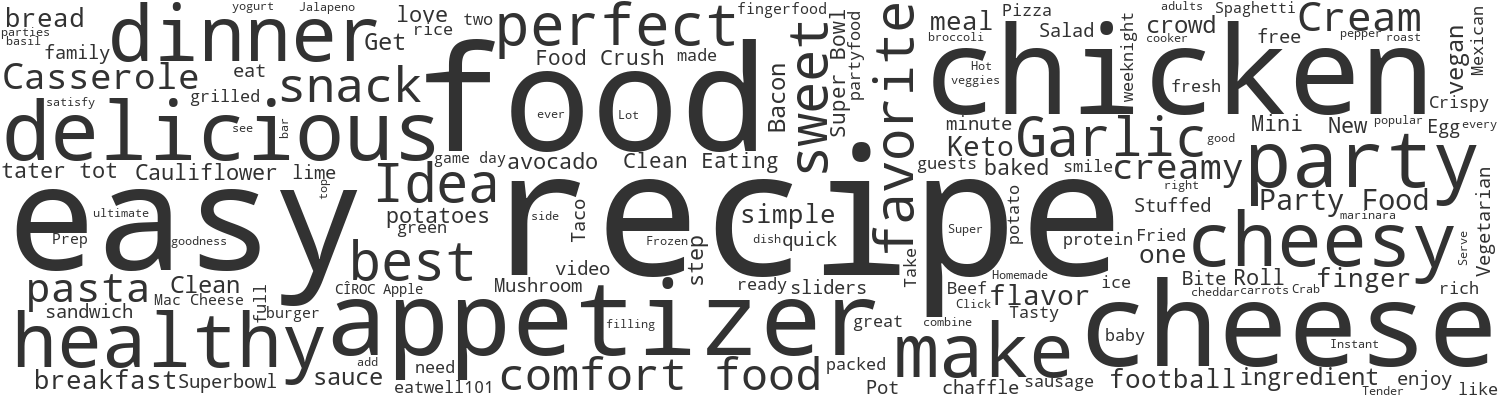 bread
yogurt
Jalapeno
love
two
perfect
fingerfood
sweet
Super Bowl
partyfood
favorite
meal
Pizza
adults
Spaghetti
Cream
parties
basil
family
dinner
Get
rice
Food Crush
made
broccoli
Salad
crowd
cooker
free
pepper
roast
vegan
Mexican
Casserole
eat
grilled
snack
food
Bacon
Hot
veggies
chicken
weeknight
fresh
Crispy
satisfy
delicious
see
bar
ever
Lot
minute
Garlic
good
Mini
New
popular
Egg
every
tater tot
Cauliflower
lime
game day
avocado
Clean Eating
Keto
guests
baked
smile
creamy
party
easy
ultimate
top
Idea
recipe
simple
right
Party Food
Vegetarian
Prep
goodness
potatoes
green
side
Taco
Frozen
dish
quick
Super
potato
Stuffed
marinara
protein
Fried
one
cheesy
Serve
best
video
step
Take
pasta
Clean
CÎROC Apple
Mushroom
ready
sliders
Homemade
Beef
flavor
ice
Bite
Roll
finger
sandwich
Mac Cheese
full
burger
Click
Tasty
cheddar
carrots
Crab
rich
healthy
appetizer
filling
great
combine
make
baby
cheese
Instant
breakfast
Superbowl
sauce
add
need
eatwell101
comfort food
packed
Pot
chaffle
sausage
football
ingredient
enjoy
Tender
like